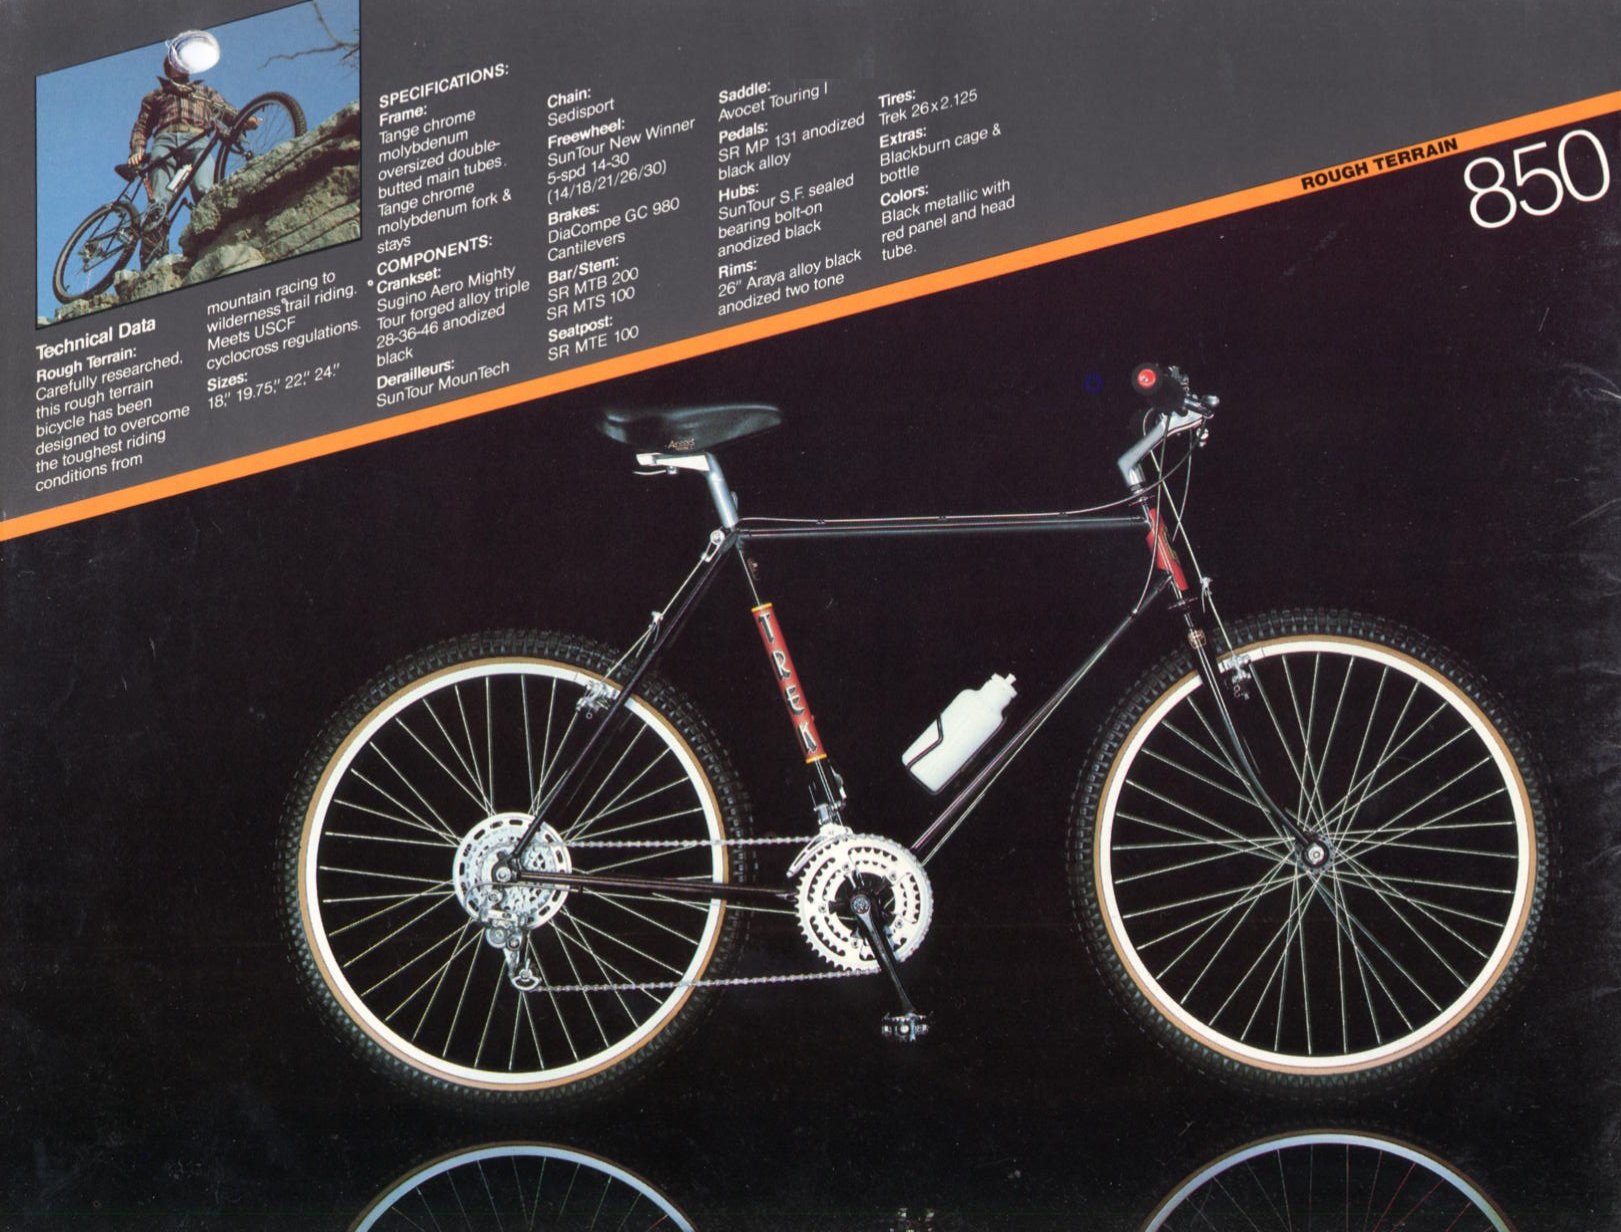 Technical Data
Rough Terrain:
Carefully researched,
this rough terrain
bicycle has been
designed to overcome
the toughest riding
conditions from
mountain racing to
wilderness trail riding.
Meets USCF
cyclocross regulations.
Sizes:
18," 19.75," 22," 24."
SPECIFICATIONS:
Frame:
Tange chrome
molybdenum
oversized double-
butted main tubes.
Tange chrome
molybdenum fork &
stays
COMPONENTS:
Crankset:
Sugino Aero Mighty
Tour forged alloy triple
28-36-46 anodized
black
Derailleurs:
SunTour MounTech
Chain:
Sedisport
Freewheel:
SunTour New Winner
5-spd 14-30
(14/18/21/26/30)
Brakes:
DiaCompe GC 980
Cantilevers
Bar/Stem:
SR MTB 200
SR MTS 100
Seatpost:
SR MTE 100
Saddle:
Avocet Touring I
Pedals:
SR MP 131 anodized
black alloy
Hubs:
SunTour S.F. sealed
bearing bolt-on
anodized black
Rims:
26" Araya alloy black
anodized two tone
Tires:
Trek 26x2.125
Extras:
Blackburn cage &
bottle
Colors:
Black metallic with
red panel and head
tube.
ROUGH TERRAIN
850
Avocet
TREK